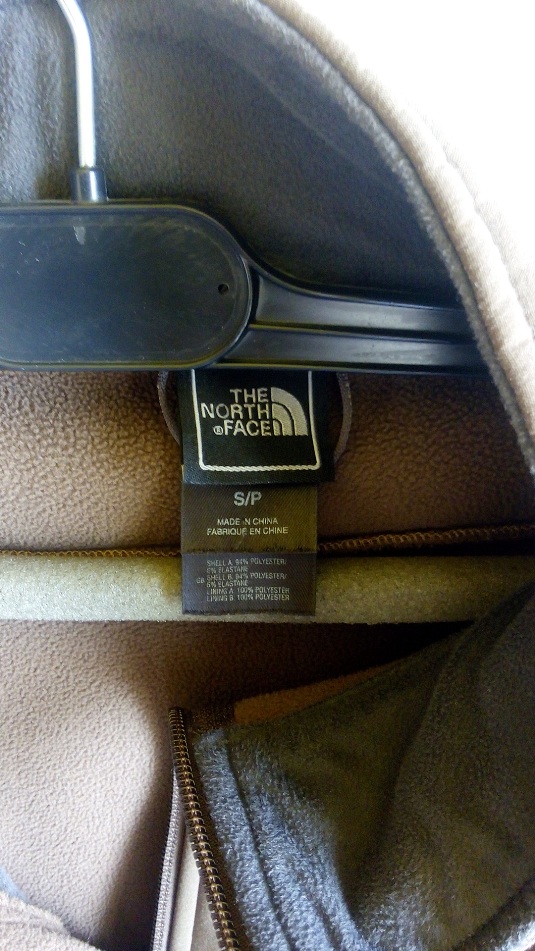 THE
NORTH
®FACE
S/P
MADE IN CHINA
FABRIQUE EN CHINE
SHELL A: 94% POLYESTER/
6% ELASTANE
GB SHELL B: 94% POLYESTER/
6% ELASTANE
LINING A: 100% POLYESTER
LINING B: 100% POLYESTER